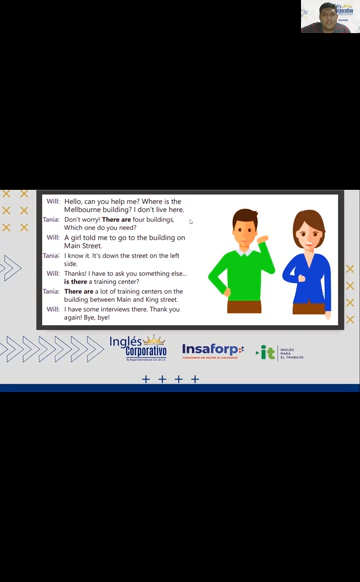 Will: Hello, can you help me? Where is the
Mellbourne building? I don't live here.
Tania: Don't worry! There are four buildings,
Which one do you need?
Will: A girl told me to go to the building on
Main Street.
Tania: I know it. It's down the street on the left
side.
Will: Thanks! I have to ask you something else...
is there a training center?
Tania: There are a lot of training centers on the
building between Main and King street.
Will: I have some interviews there. Thank you
again! Bye, bye!
Inglés
Corporativo
Insaforp
it
INGLÉS
PARA
EL TRABAJO